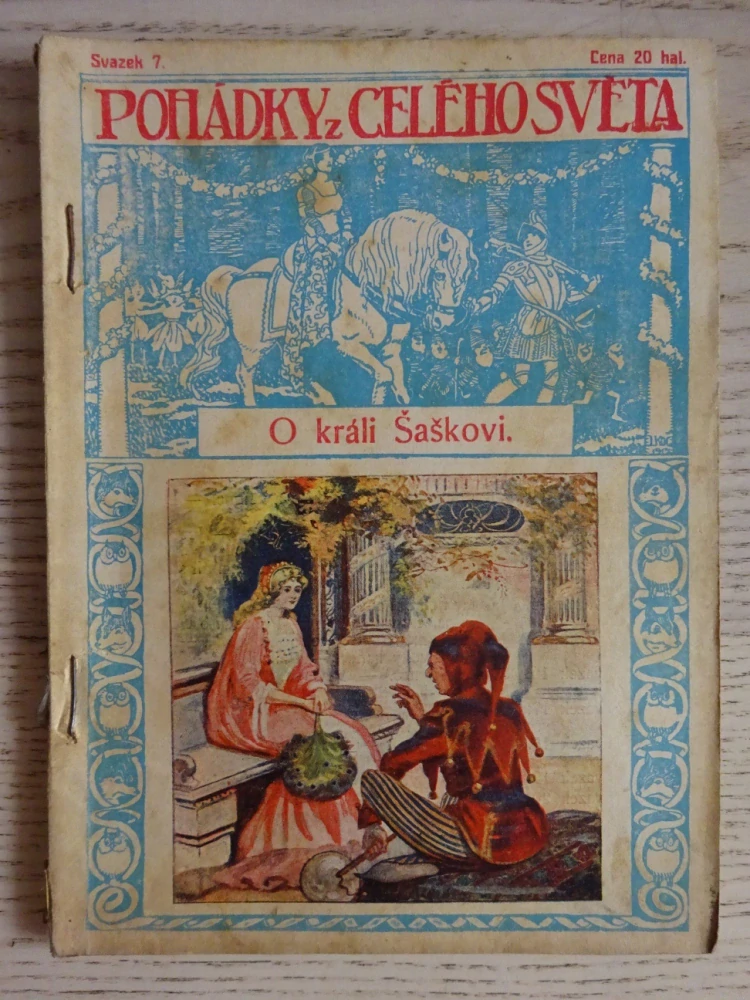 Svazek 7.
Cena 20 hal.
POHÁDKY z CELÉHO SVĚTA
O králi Šaškovi.